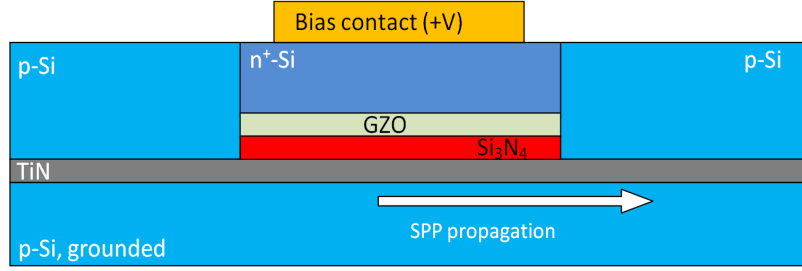 Bias contact (+V)
p-Si
n⁺-Si
p-Si
GZO
Si₃N₄
TiN
SPP propagation
p-Si, grounded